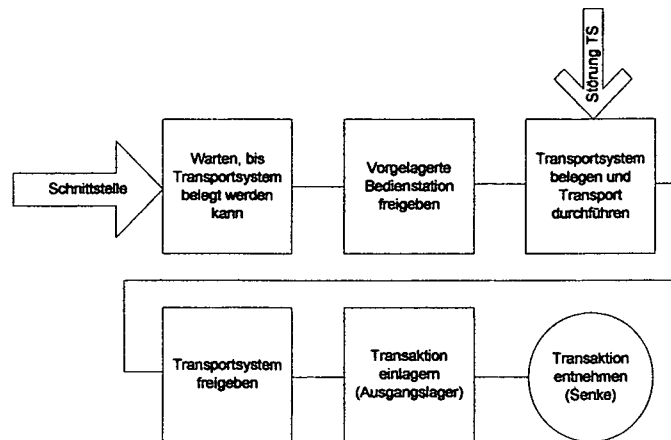 Störung TS
Schnittstelle
Warten, bis
Transportsystem
belegt werden
kann
Vorgelagerte
Bedienstation
freigeben
Transportsystem
belegen und
Transport
durchführen
Transportsystem
freigeben
Transaktion
einlagern
(Ausgangslager)
Transaktion
entnehmen
(Senke)